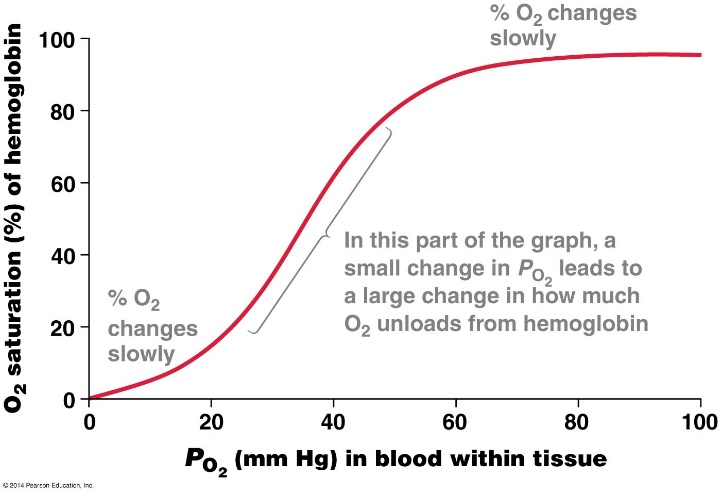 % O₂ changes
slowly
100
80
60
40
20
0
O₂ saturation (%) of hemoglobin
In this part of the graph, a
small change in PO₂ leads to
a large change in how much
O₂ unloads from hemoglobin
% O₂
changes
slowly
0 20 40 60 80 100
PO₂ (mm Hg) in blood within tissue
© 2014 Pearson Education, Inc.